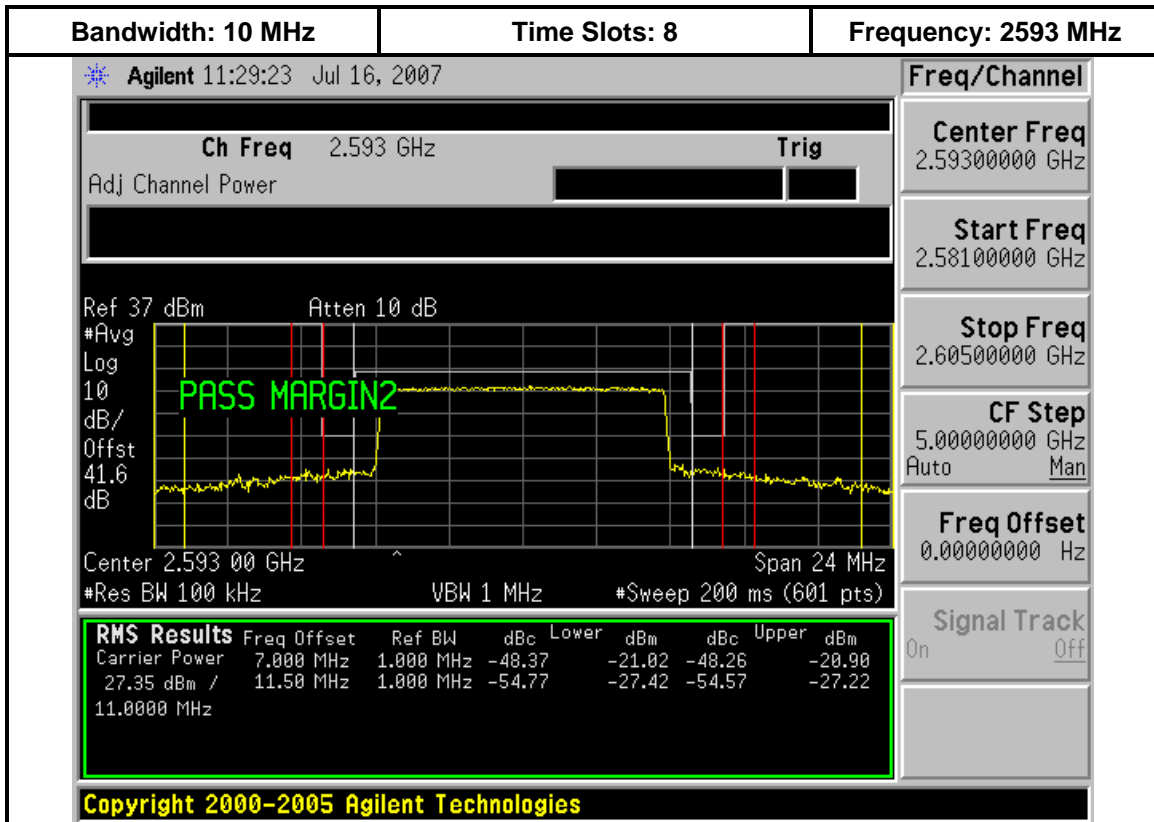 Bandwidth: 10 MHz Time Slots: 8 Frequency: 2593 MHz
Agilent 11:29:23 Jul 16, 2007
Freq/Channel
Ch Freq 2.593 GHz Trig
Adj Channel Power
Center Freq
2.59300000 GHz
Start Freq
2.58100000 GHz
Stop Freq
2.60500000 GHz
CF Step
5.00000000 GHz
Auto Man
Freq Offset
0.00000000 Hz
Signal Track
On Off
Ref 37 dBm Atten 10 dB
#Avg
Log
10
dB/
Offst
41.6
dB
PASS MARGIN2
Center 2.593 00 GHz ^ Span 24 MHz
#Res BW 100 kHz VBW 1 MHz #Sweep 200 ms (601 pts)
RMS Results Freq Offset Ref BW dBc Lower dBm dBc Upper dBm
Carrier Power 7.000 MHz 1.000 MHz -48.37 -21.02 -48.26 -20.90
27.35 dBm / 11.50 MHz 1.000 MHz -54.77 -27.42 -54.57 -27.22
11.0000 MHz
Copyright 2000-2005 Agilent Technologies